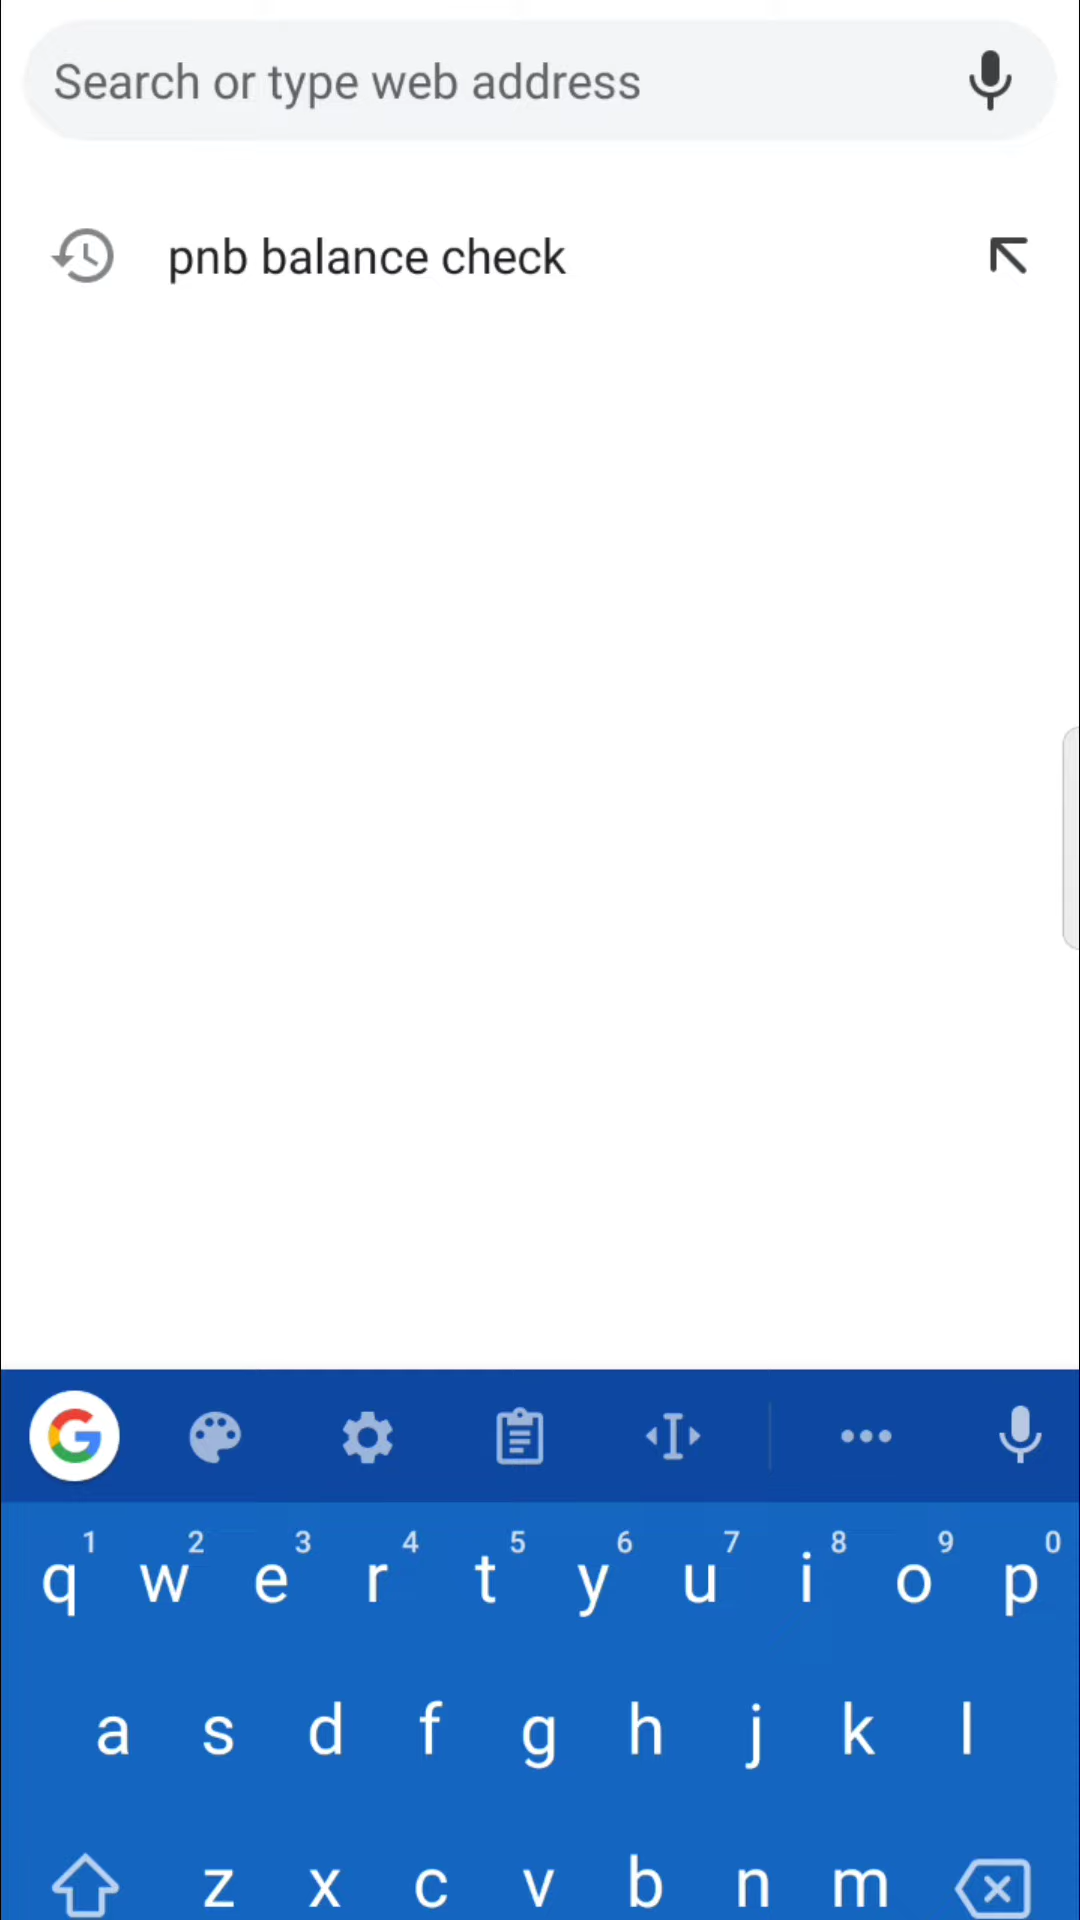 Search or type web address
pnb balance check
1 2 3 4 5 6 7 8 9 0
q w e r t y u i o p
a s d f g h j k l
z x c v b n m